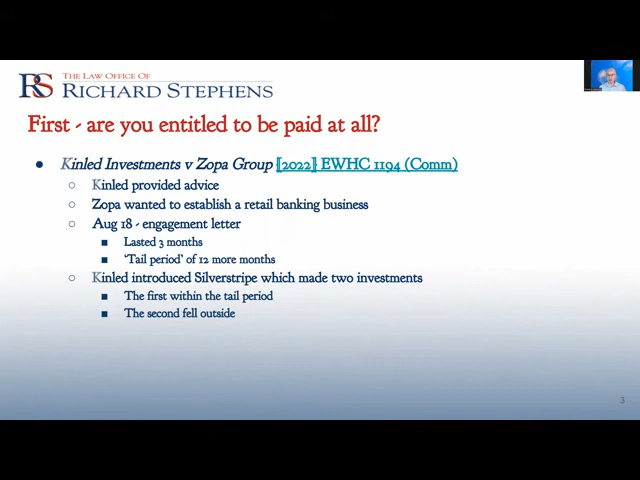 RS THE LAW OFFICE OF
RICHARD STEPHENS
First - are you entitled to be paid at all?
● Kinled Investments v Zopa Group [2022] EWHC 1194 (Comm)
○ Kinled provided advice
○ Zopa wanted to establish a retail banking business
○ Aug 18 - engagement letter
■ Lasted 3 months
■ 'Tail period' of 12 more months
○ Kinled introduced Silverstripe which made two investments
■ The first within the tail period
■ The second fell outside
3